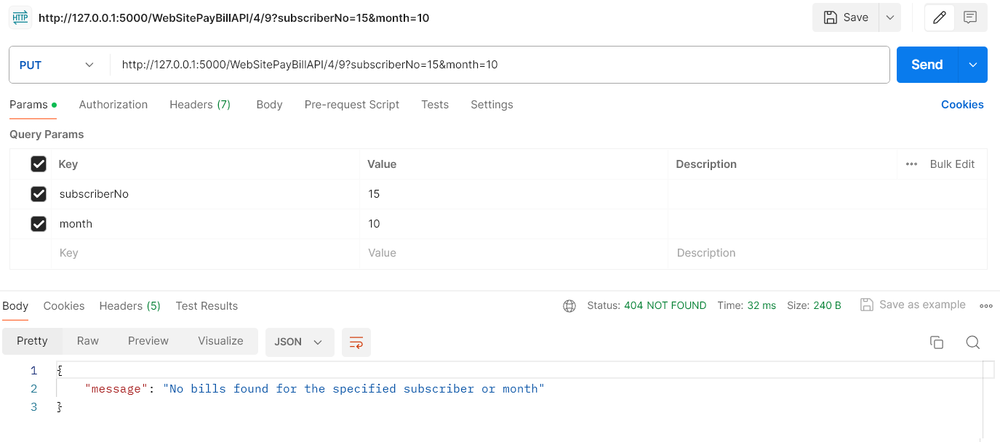 HTTP http://127.0.0.1:5000/WebSitePayBillAPI/4/9?subscriberNo=15&month=10 Save
PUT http://127.0.0.1:5000/WebSitePayBillAPI/4/9?subscriberNo=15&month=10 Send
Params Authorization Headers (7) Body Pre-request Script Tests Settings Cookies
Query Params
Key Value Description Bulk Edit
subscriberNo 15
month 10
Key Value Description
Body Cookies Headers (5) Test Results Status: 404 NOT FOUND Time: 32 ms Size: 240 B Save as example
Pretty Raw Preview Visualize JSON
1 {
2 "message": "No bills found for the specified subscriber or month"
3 }